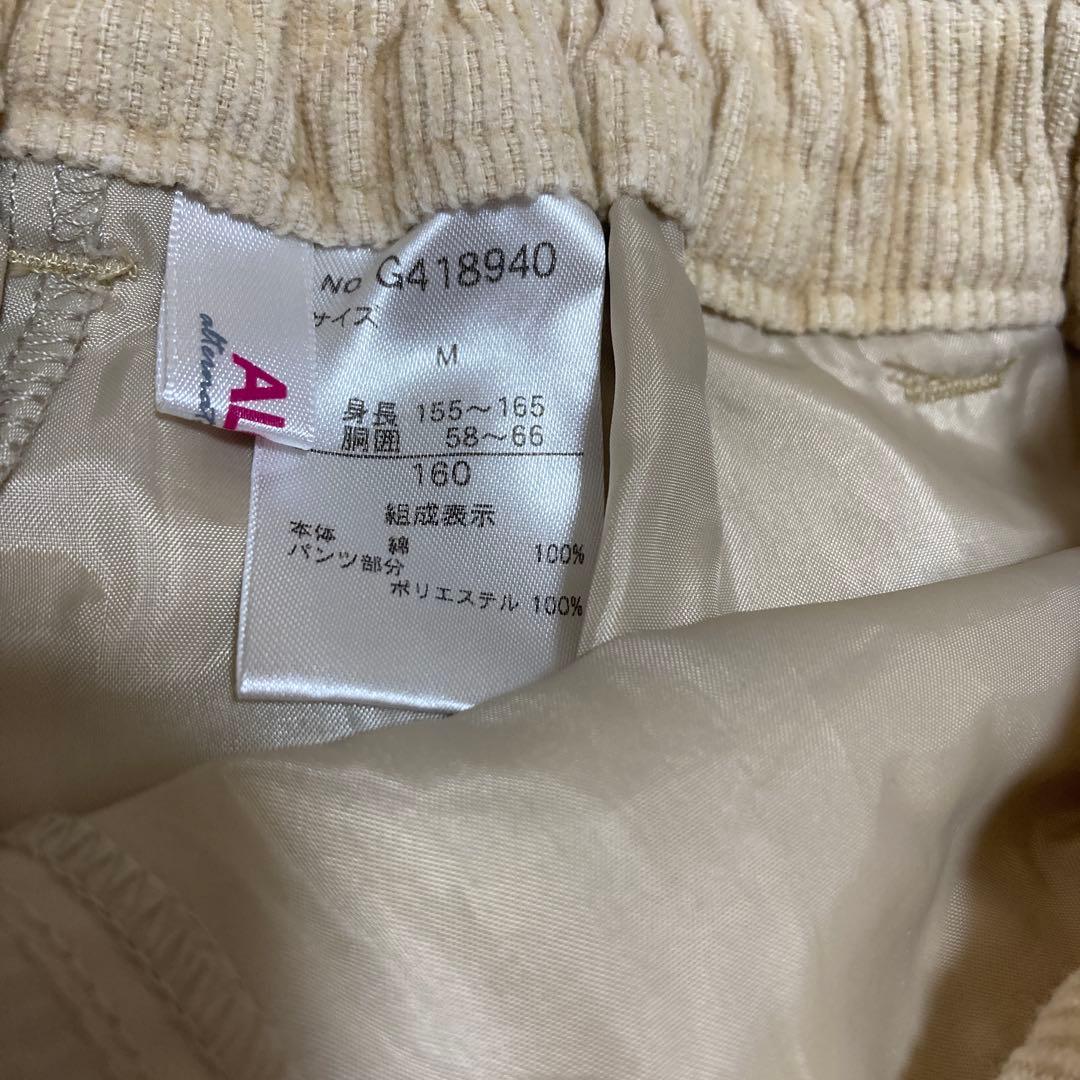 No G418940
サイズ
M
身長 155～165
胴囲 58～66
160
組成表示
本体 綿 100%
パンツ部分
ポリエステル 100%